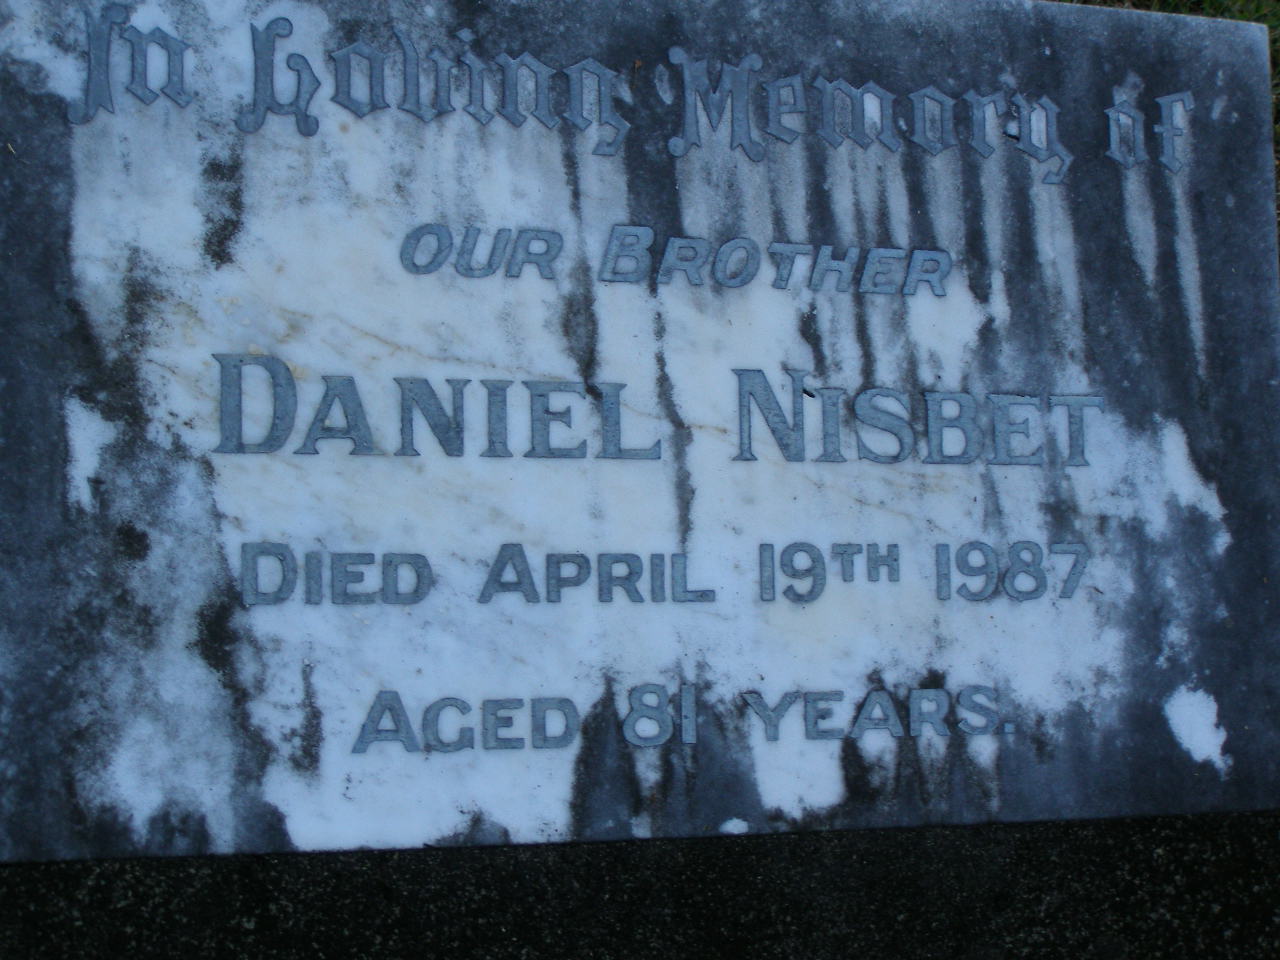 In Loving Memory of
OUR BROTHER
DANIEL NISBET
DIED APRIL 19TH 1987
AGED 81 YEARS.